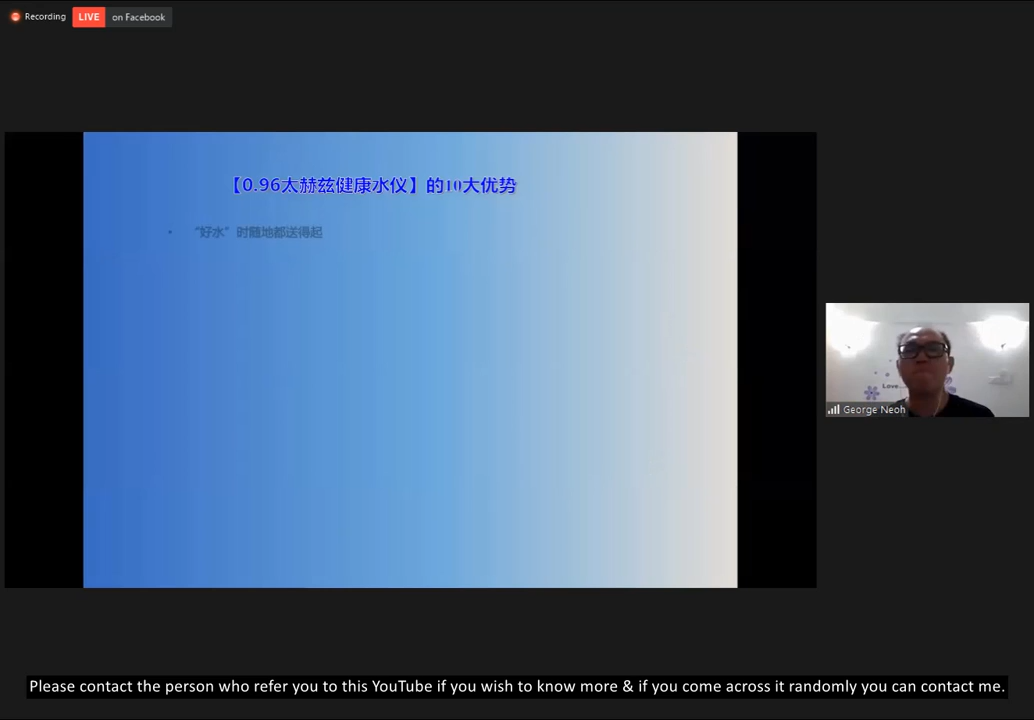 Recording
LIVE on Facebook
【0.96太赫兹健康水仪】的10大优势
• “好水”时随地都送得起
Love...
George Neoh
Please contact the person who refer you to this YouTube if you wish to know more & if you come across it randomly you can contact me.